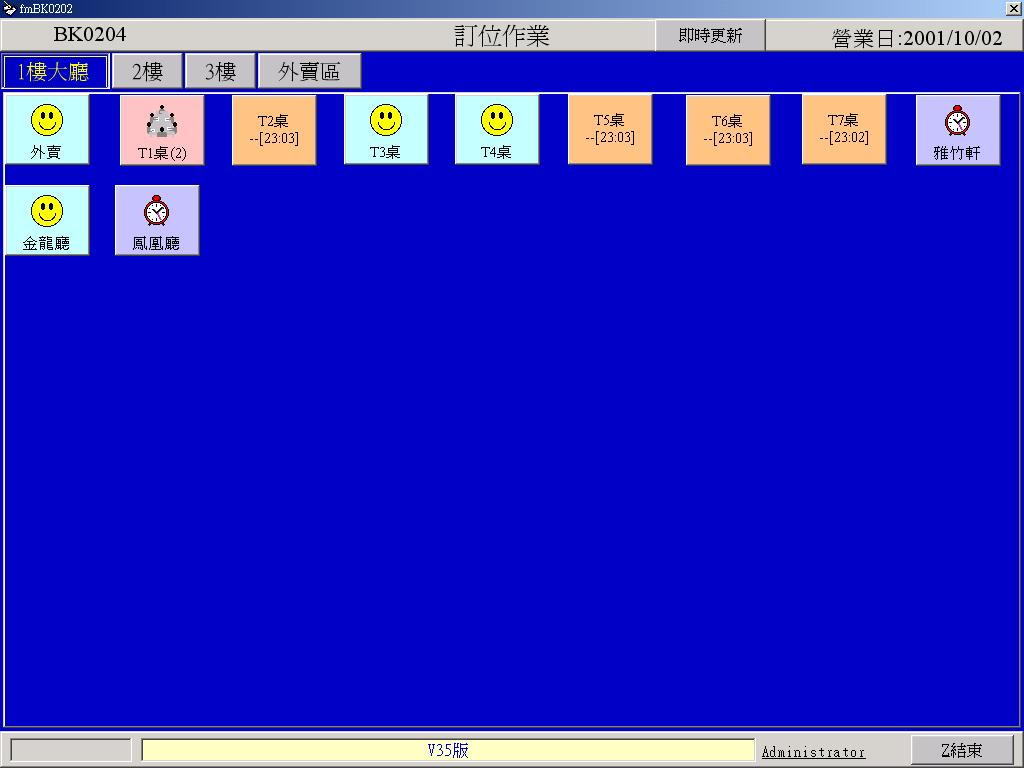 fmBK0202
BK0204
訂位作業
即時更新
營業日:2001/10/02
1樓大廳
2樓
3樓
外賣區
外賣
T1桌(2)
T2桌
--[23:03]
T3桌
T4桌
T5桌
--[23:03]
T6桌
--[23:03]
T7桌
--[23:02]
雅竹軒
金龍廳
鳳凰廳
V35版
Administrator
Z結束